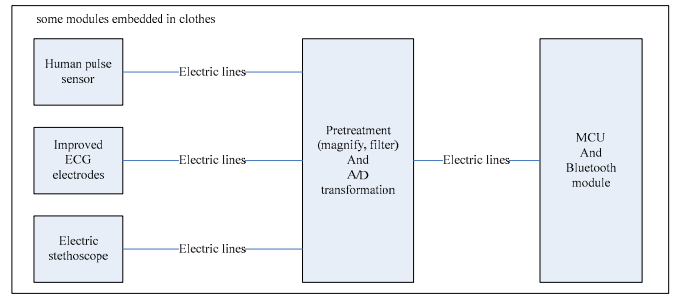 some modules embedded in clothes
Human pulse
sensor
Electric lines
Improved
ECG
electrodes
Electric lines
Electric
stethoscope
Electric lines
Pretreatment
(magnify, filter)
And
A/D
transformation
Electric lines
MCU
And
Bluetooth
module